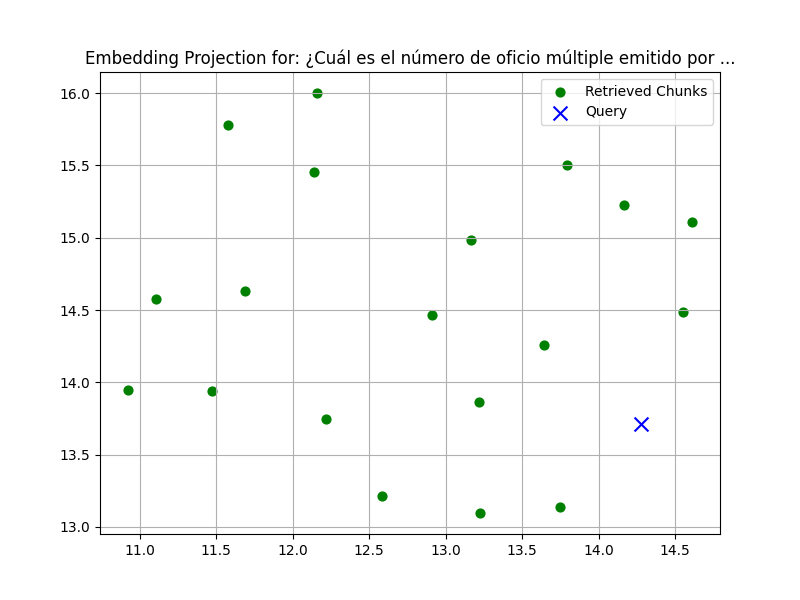 Embedding Projection for: ¿Cuál es el número de oficio múltiple emitido por ...
Retrieved Chunks
Query
16.0
15.5
15.0
14.5
14.0
13.5
13.0
11.0 11.5 12.0 12.5 13.0 13.5 14.0 14.5